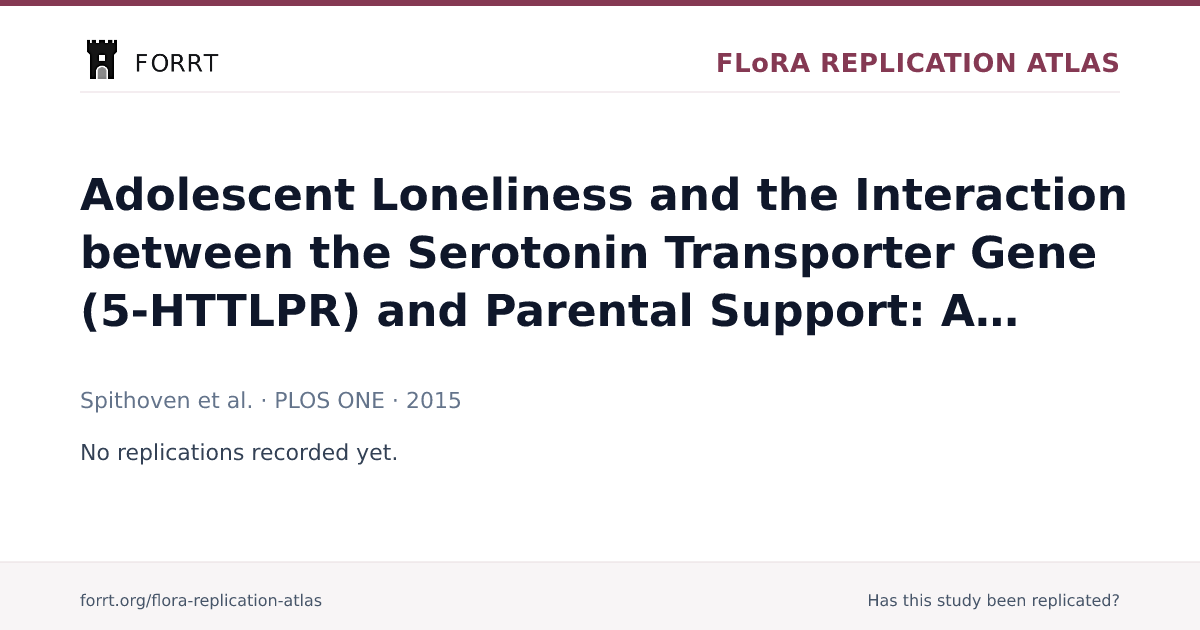 FORRT
FLoRA REPLICATION ATLAS
Adolescent Loneliness and the Interaction
between the Serotonin Transporter Gene
(5-HTTLPR) and Parental Support: A…
Spithoven et al. · PLOS ONE · 2015
No replications recorded yet.
forrt.org/flora-replication-atlas
Has this study been replicated?